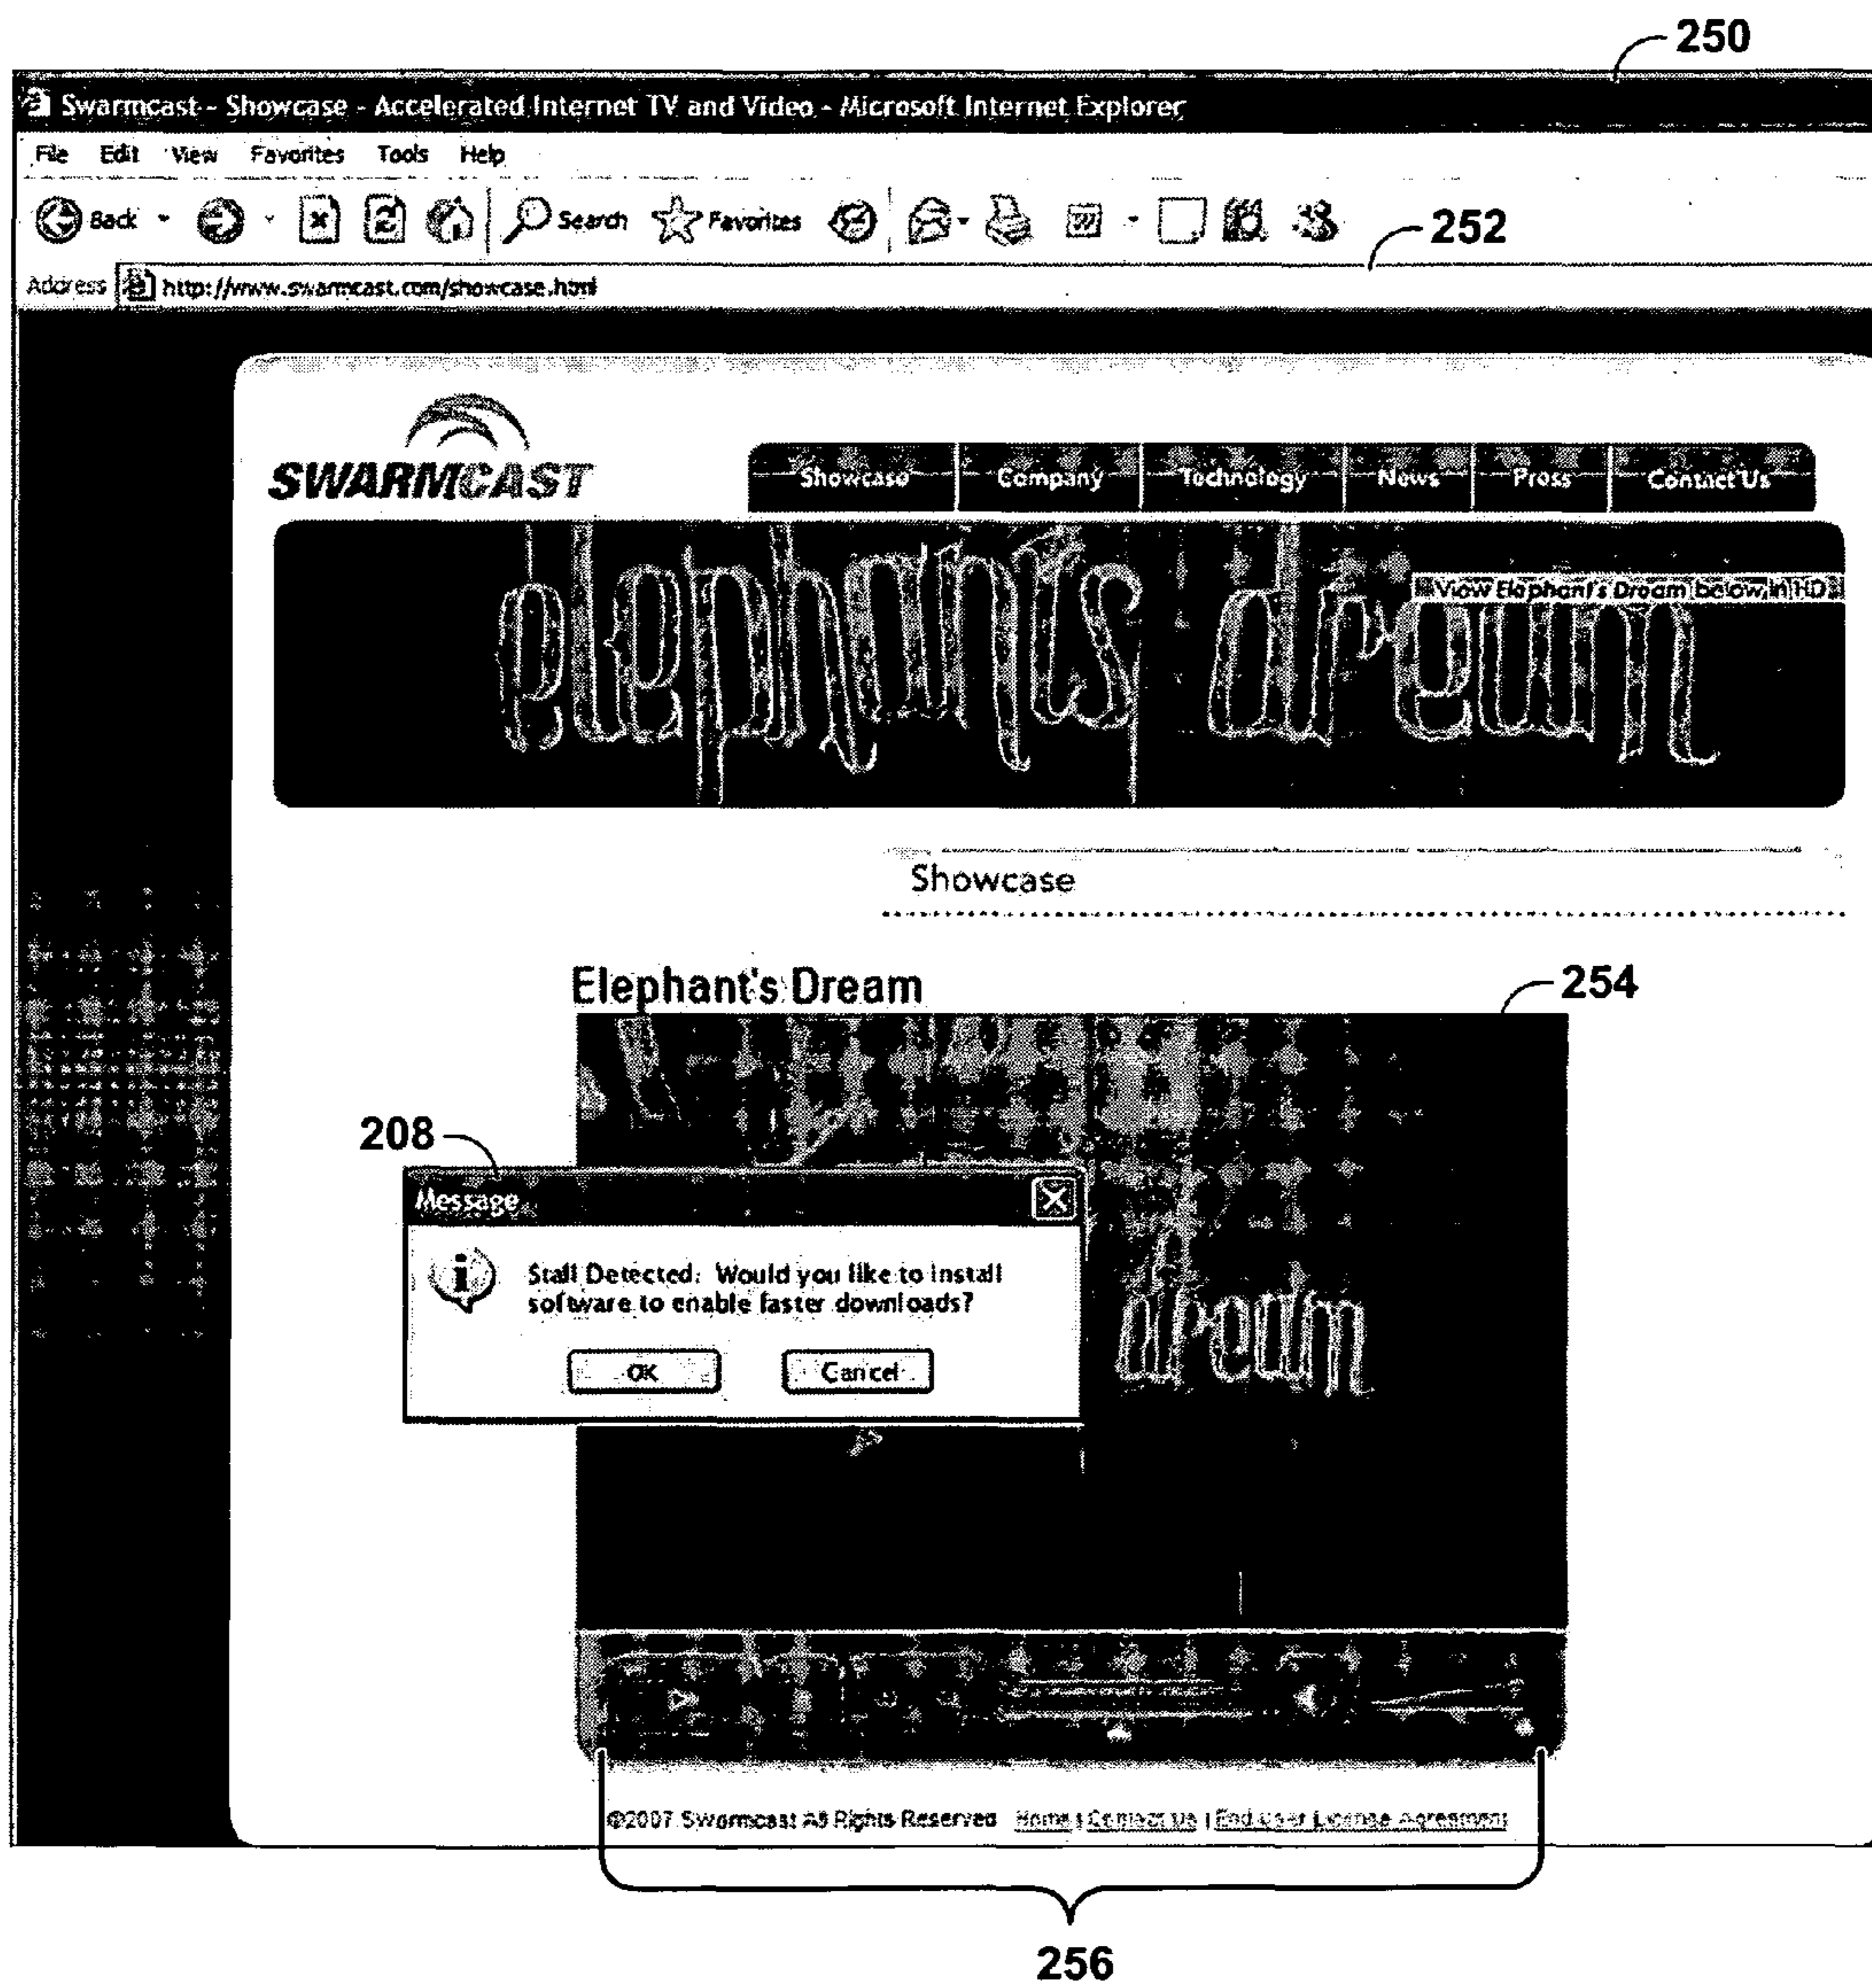 250
Swarmcast - Showcase - Accelerated Internet TV and Video - Microsoft Internet Explorer
File Edit View Favorites Tools Help
Back Search Favorites
252
Address http://www.swarmcast.com/showcase.html
SWARMCAST
Showcase Company Technology News Press Contact Us
elephants dream
View Elephant's Dream below in HD
Showcase
Elephant's Dream
254
208
Message
Stall Detected. Would you like to install
software to enable faster downloads?
OK Cancel
dream
©2007 Swarmcast All Rights Reserved Home | Contact Us | End User License Agreement
256